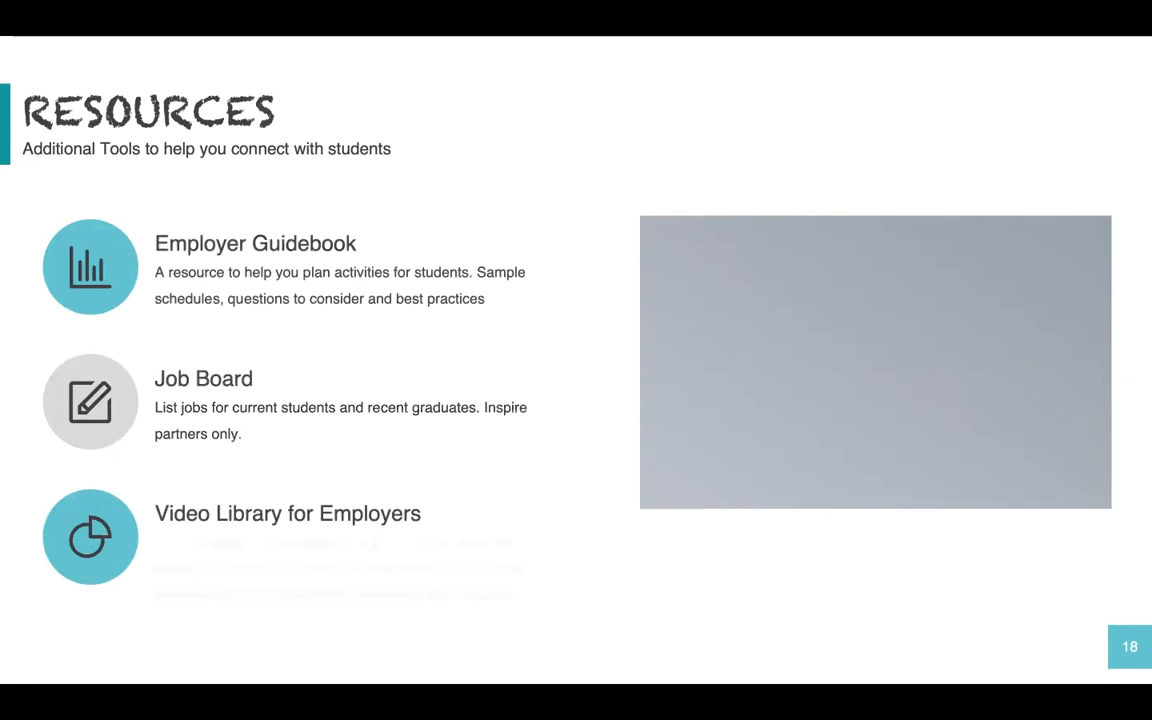 RESOURCES
Additional Tools to help you connect with students
Employer Guidebook
A resource to help you plan activities for students. Sample
schedules, questions to consider and best practices
Job Board
List jobs for current students and recent graduates. Inspire
partners only.
Video Library for Employers
18